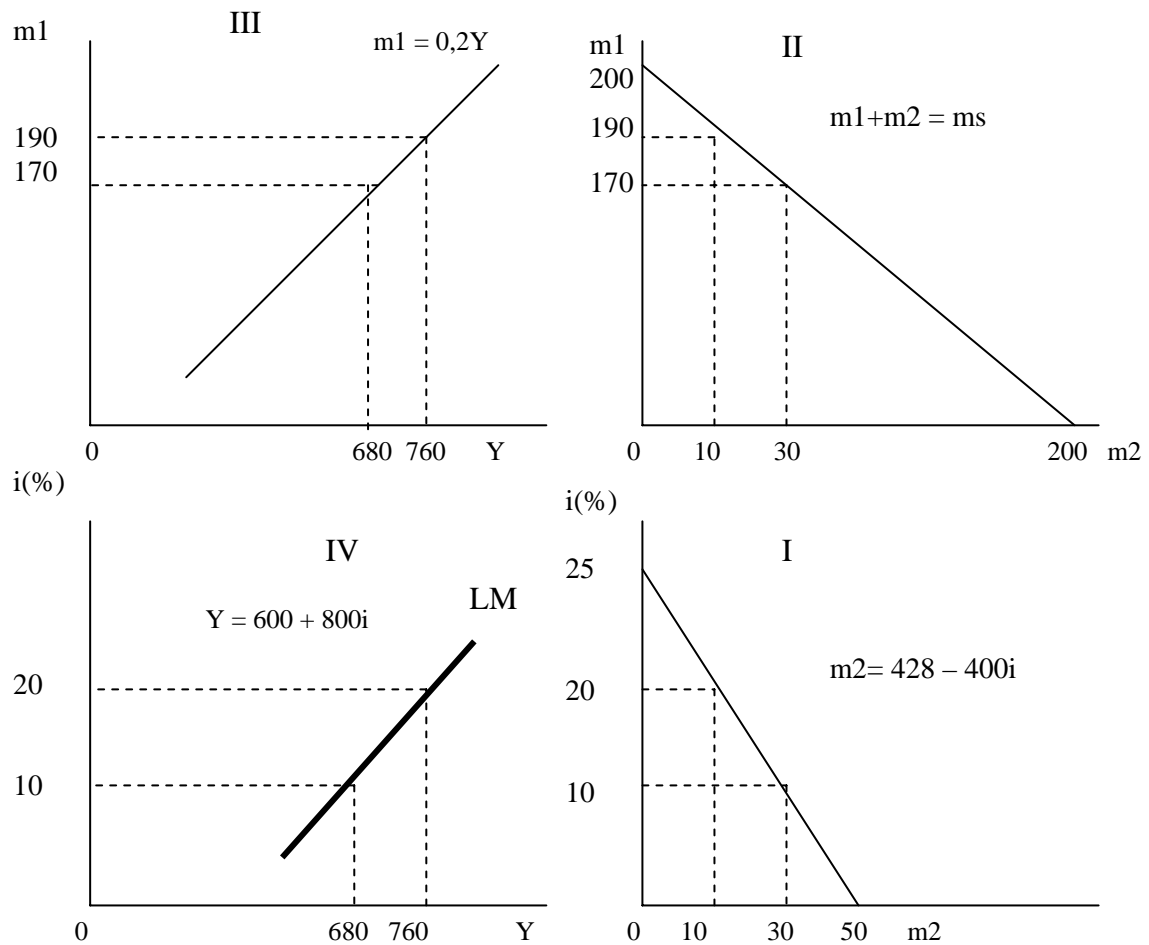 III
m1
m1 = 0,2Y
190
170
0
680
760
Y
II
m1
200
190
170
m1+m2 = ms
0
10
30
200
m2
IV
i(%)
LM
Y = 600 + 800i
20
10
0
680
760
Y
I
i(%)
25
20
10
m2= 428 – 400i
0
10
30
50
m2